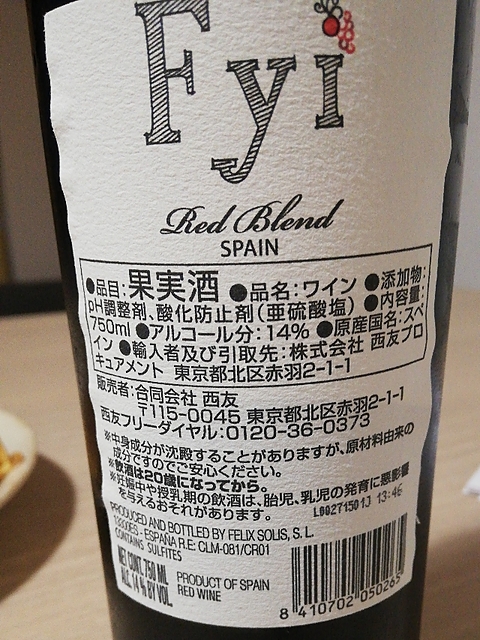 Fyi
Red Blend
SPAIN
●品目:果実酒 ●品名:ワイン ●添加物:
pH調整剤、酸化防止剤(亜硫酸塩) ●内容量:
750ml ●アルコール分:14% ●原産国名:スペ
イン ●輸入者及び引取先:株式会社 西友プロ
キュアメント 東京都北区赤羽2-1-1
販売者:合同会社 西友
〒115-0045 東京都北区赤羽2-1-1
西友フリーダイヤル:0120-36-0373
※中身成分が沈殿することがありますが、原材料由来の
成分ですのでご安心ください。
※飲酒は20歳になってから。
※妊娠中や授乳期の飲酒は、胎児、乳児の発育に悪影響
を与えるおそれがあります。
L00271501J 13:46
PRODUCED AND BOTTLED BY FELIX SOLIS, S. L.
1330063 - ESPAÑA R.E: CLM-081/CR01
CONTAINS SULFITES
NET CONT. 750 ML
ALC. 14 % BY VOL.
PRODUCT OF SPAIN
RED WINE
8 410702 050265